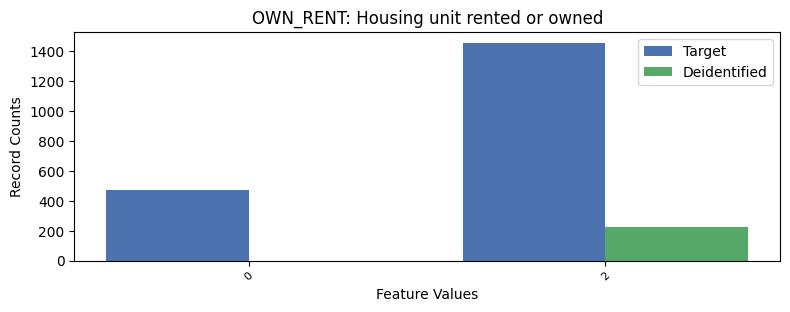 OWN_RENT: Housing unit rented or owned
Target
Deidentified
Record Counts
1400
1200
1000
800
600
400
200
0
0
2
Feature Values